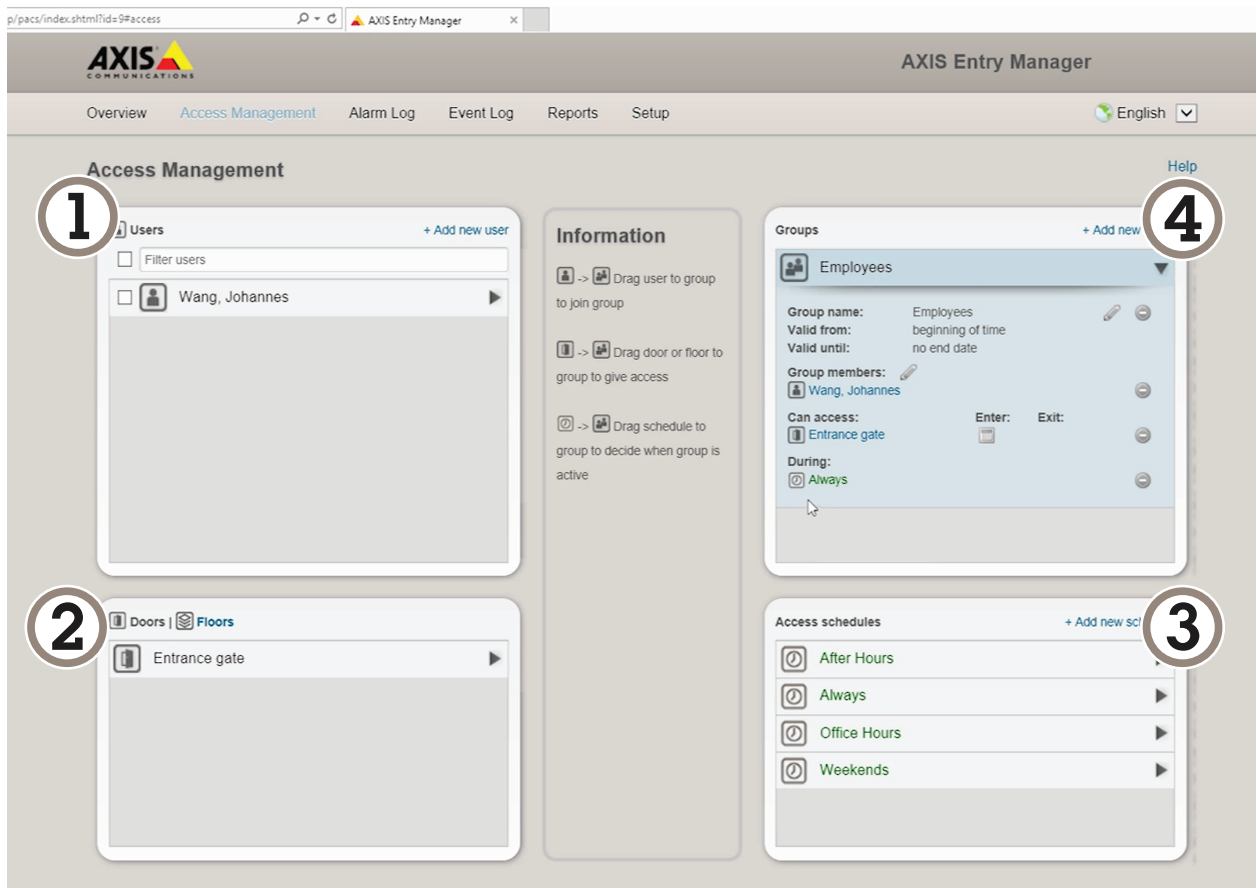 p/pacs/index.shtml?id=9#access
AXIS Entry Manager
AXIS
COMMUNICATIONS
AXIS Entry Manager
Overview Access Management Alarm Log Event Log Reports Setup
English
Access Management
Help
1
Users
+ Add new user
Filter users
Wang, Johannes
Information
-> Drag user to group
to join group
-> Drag door or floor to
group to give access
-> Drag schedule to
group to decide when group is
active
4
Groups
+ Add new
Employees
Group name: Employees
Valid from: beginning of time
Valid until: no end date
Group members:
Wang, Johannes
Can access: Enter: Exit:
Entrance gate
During:
Always
2
Doors | Floors
Entrance gate
3
Access schedules
+ Add new
After Hours
Always
Office Hours
Weekends